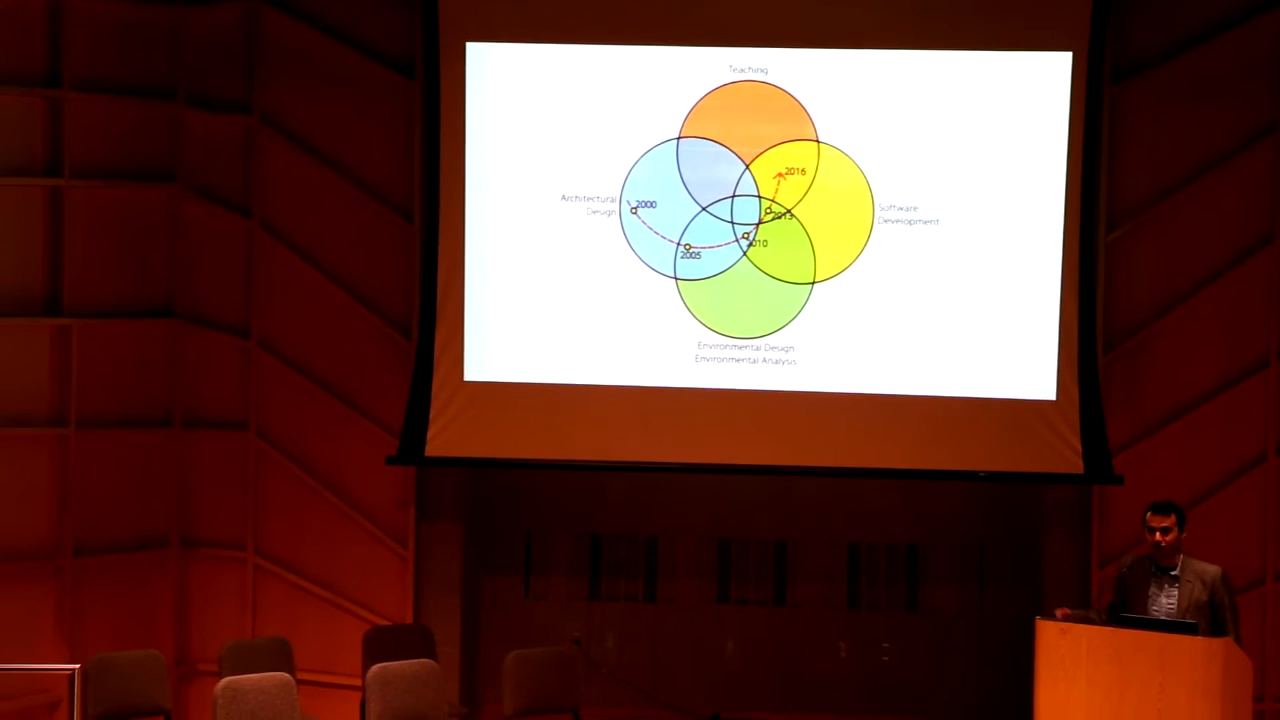 Teaching
2016
Architectural
Design
2000
Software
Development
2013
2010
2005
Environmental Design
Environmental Analysis